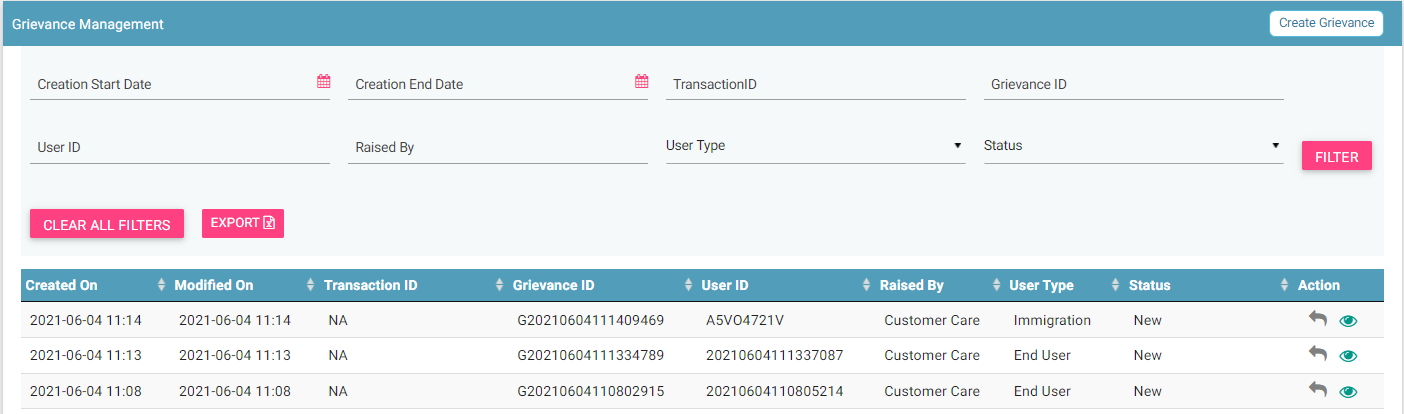 Grievance Management Create Grievance
Creation Start Date Creation End Date TransactionID Grievance ID
User ID Raised By User Type Status FILTER
CLEAR ALL FILTERS EXPORT
Created On Modified On Transaction ID Grievance ID User ID Raised By User Type Status Action
2021-06-04 11:14 2021-06-04 11:14 NA G20210604111409469 A5VO4721V Customer Care Immigration New
2021-06-04 11:13 2021-06-04 11:13 NA G20210604111334789 20210604111337087 Customer Care End User New
2021-06-04 11:08 2021-06-04 11:08 NA G20210604110802915 20210604110805214 Customer Care End User New